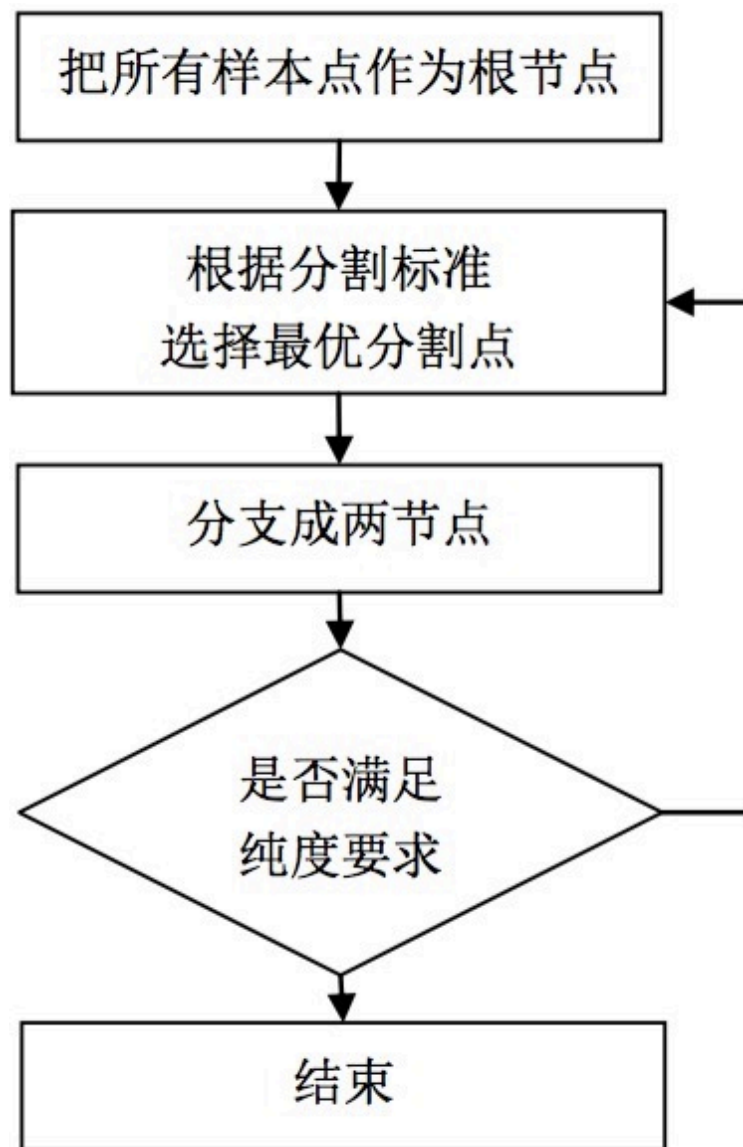 把所有样本点作为根节点
根据分割标准
选择最优分割点
分支成两节点
是否满足
纯度要求
结束